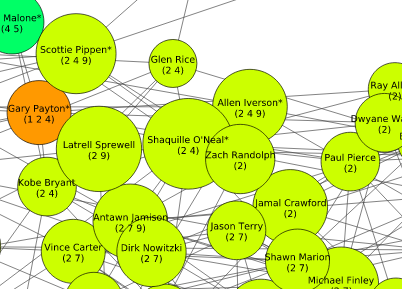 Malone*
(4 5)
Scottie Pippen*
(2 4 9)
Glen Rice
(2 4)
Ray All
(2)
Gary Payton*
(1 2 4)
Allen Iverson*
(2 4 9)
Dwyane Wa
(2)
Latrell Sprewell
(2 9)
Shaquille O'Neal*
(2 4)
Zach Randolph
(2)
Paul Pierce
(2)
Kobe Bryant
(2 4)
Jamal Crawford
(2)
Antawn Jamison
(2 7 9)
Jason Terry
(2 7)
Vince Carter
(2 7)
Dirk Nowitzki
(2 7)
Shawn Marion
(2 7)
Michael Finley